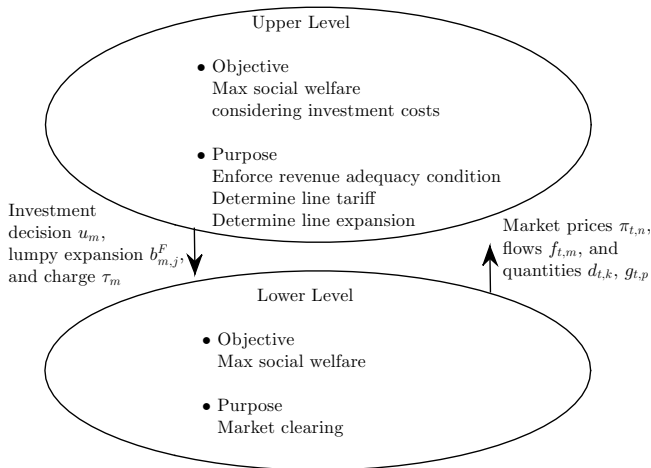 Upper Level
• Objective
Max social welfare
considering investment costs
• Purpose
Enforce revenue adequacy condition
Determine line tariff
Determine line expansion
Investment
decision $u_m$,
lumpy expansion $b^F_{m,j}$,
and charge $\tau_m$
Market prices $\pi_{t,n}$,
flows $f_{t,m}$, and
quantities $d_{t,k}$, $g_{t,p}$
Lower Level
• Objective
Max social welfare
• Purpose
Market clearing